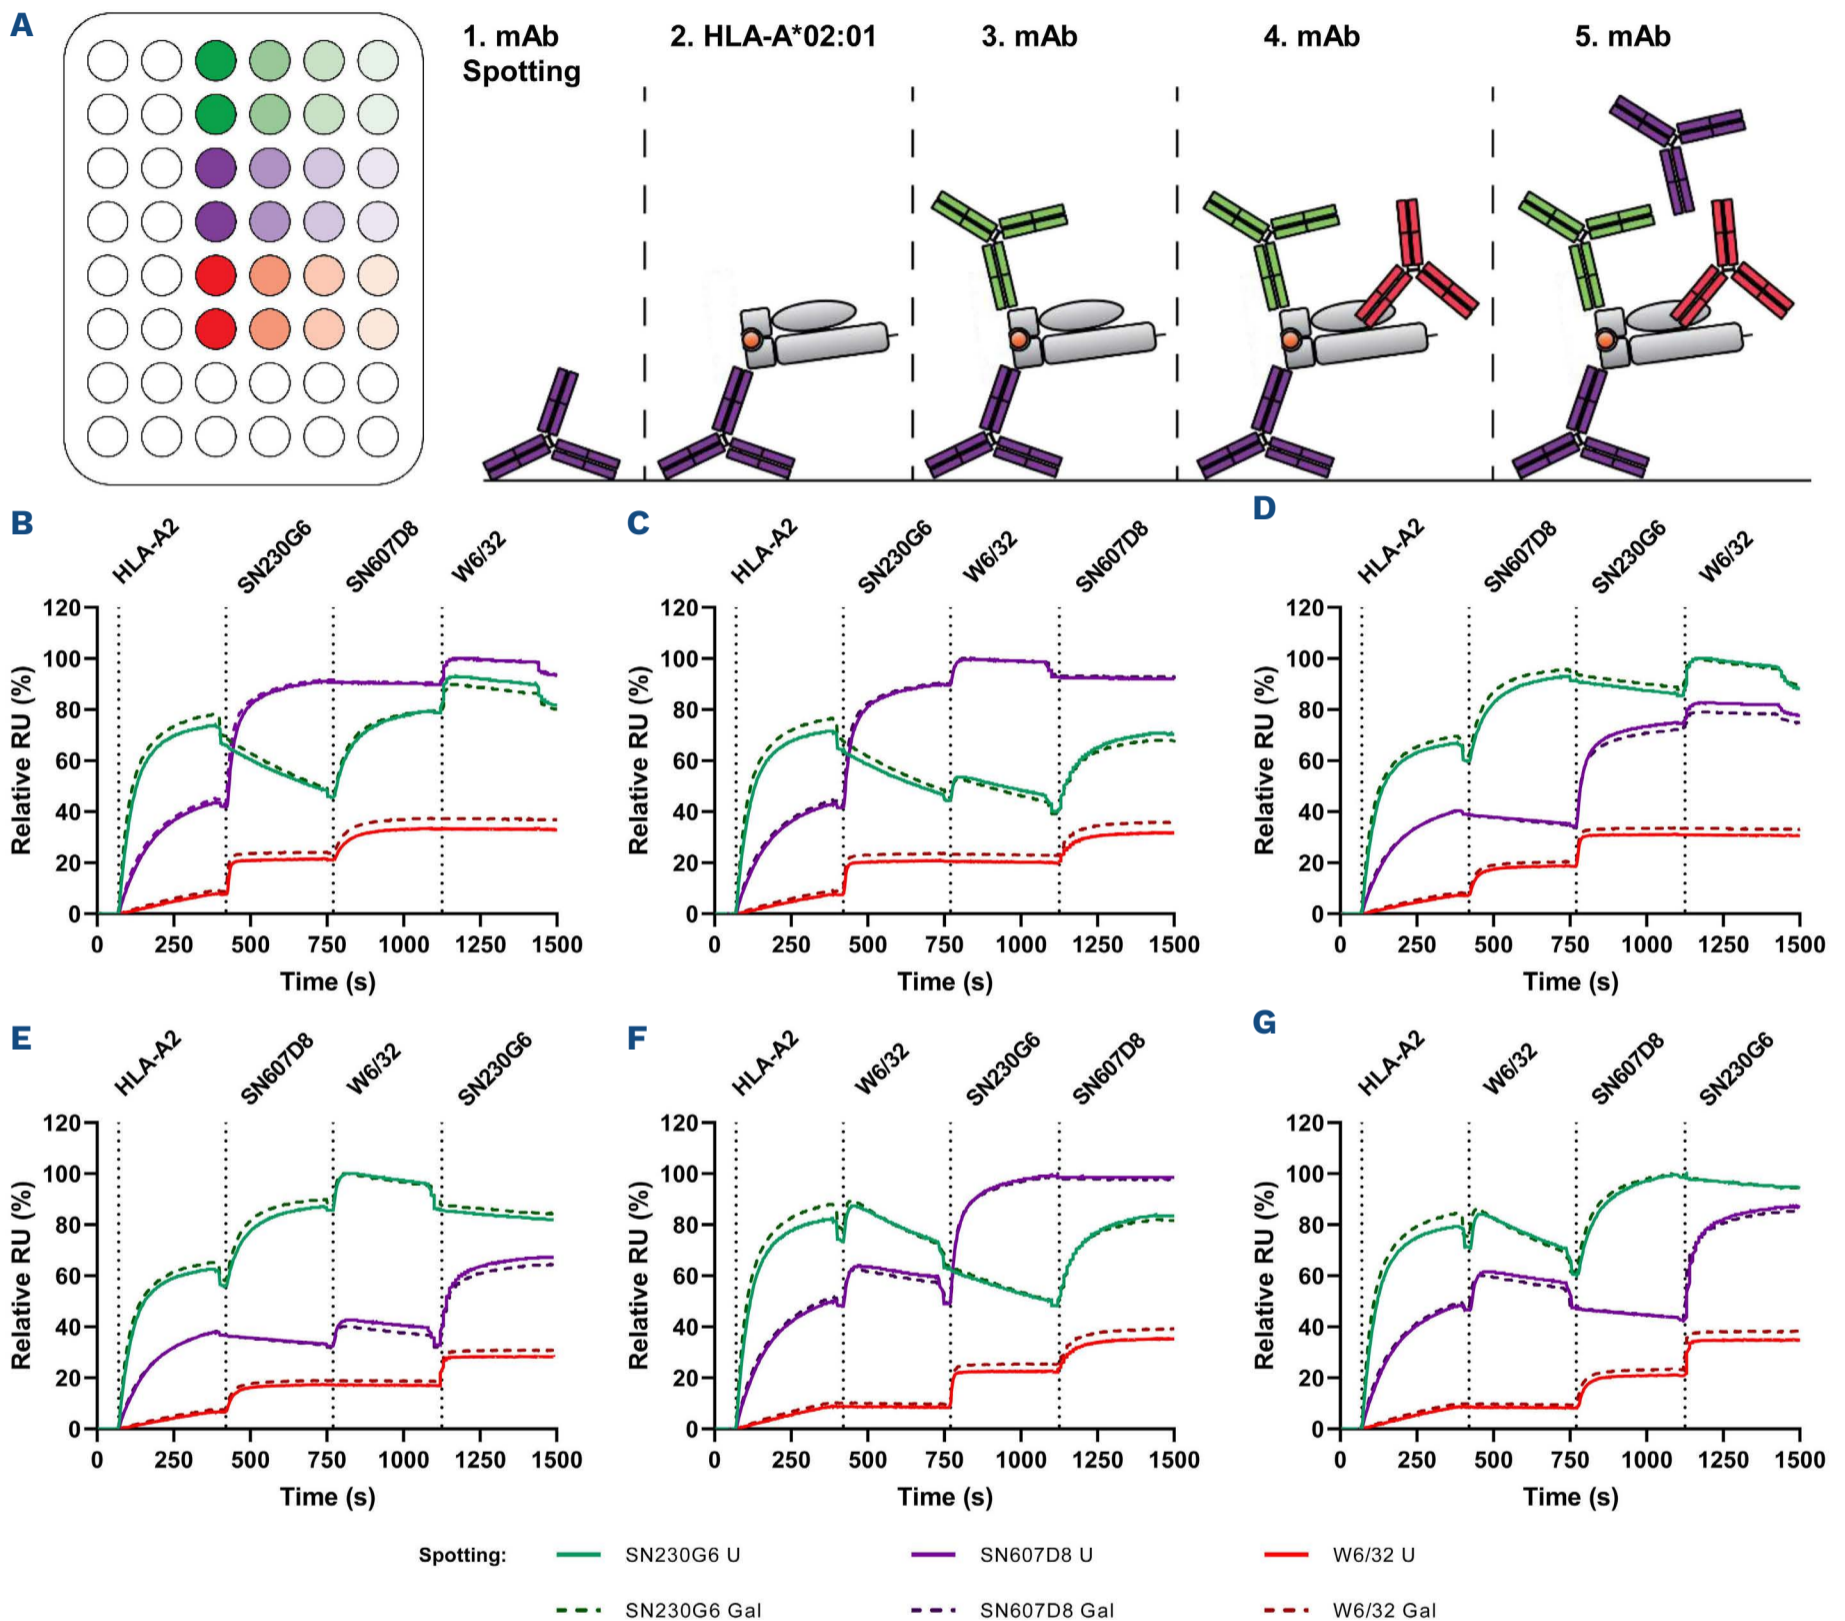 A
1. mAb
Spotting
2. HLA-A*02:01
3. mAb
4. mAb
5. mAb
B
HLA-A2
SN230G6
SN607D8
W6/32
Relative RU (%)
120
100
80
60
40
20
0
0 250 500 750 1000 1250 1500
Time (s)
C
HLA-A2
SN230G6
W6/32
SN607D8
Relative RU (%)
120
100
80
60
40
20
0
0 250 500 750 1000 1250 1500
Time (s)
D
HLA-A2
SN607D8
SN230G6
W6/32
Relative RU (%)
120
100
80
60
40
20
0
0 250 500 750 1000 1250 1500
Time (s)
E
HLA-A2
SN607D8
W6/32
SN230G6
Relative RU (%)
120
100
80
60
40
20
0
0 250 500 750 1000 1250 1500
Time (s)
F
HLA-A2
W6/32
SN230G6
SN607D8
Relative RU (%)
120
100
80
60
40
20
0
0 250 500 750 1000 1250 1500
Time (s)
G
HLA-A2
W6/32
SN607D8
SN230G6
Relative RU (%)
120
100
80
60
40
20
0
0 250 500 750 1000 1250 1500
Time (s)
Spotting: SN230G6 U SN607D8 U W6/32 U
SN230G6 Gal SN607D8 Gal W6/32 Gal